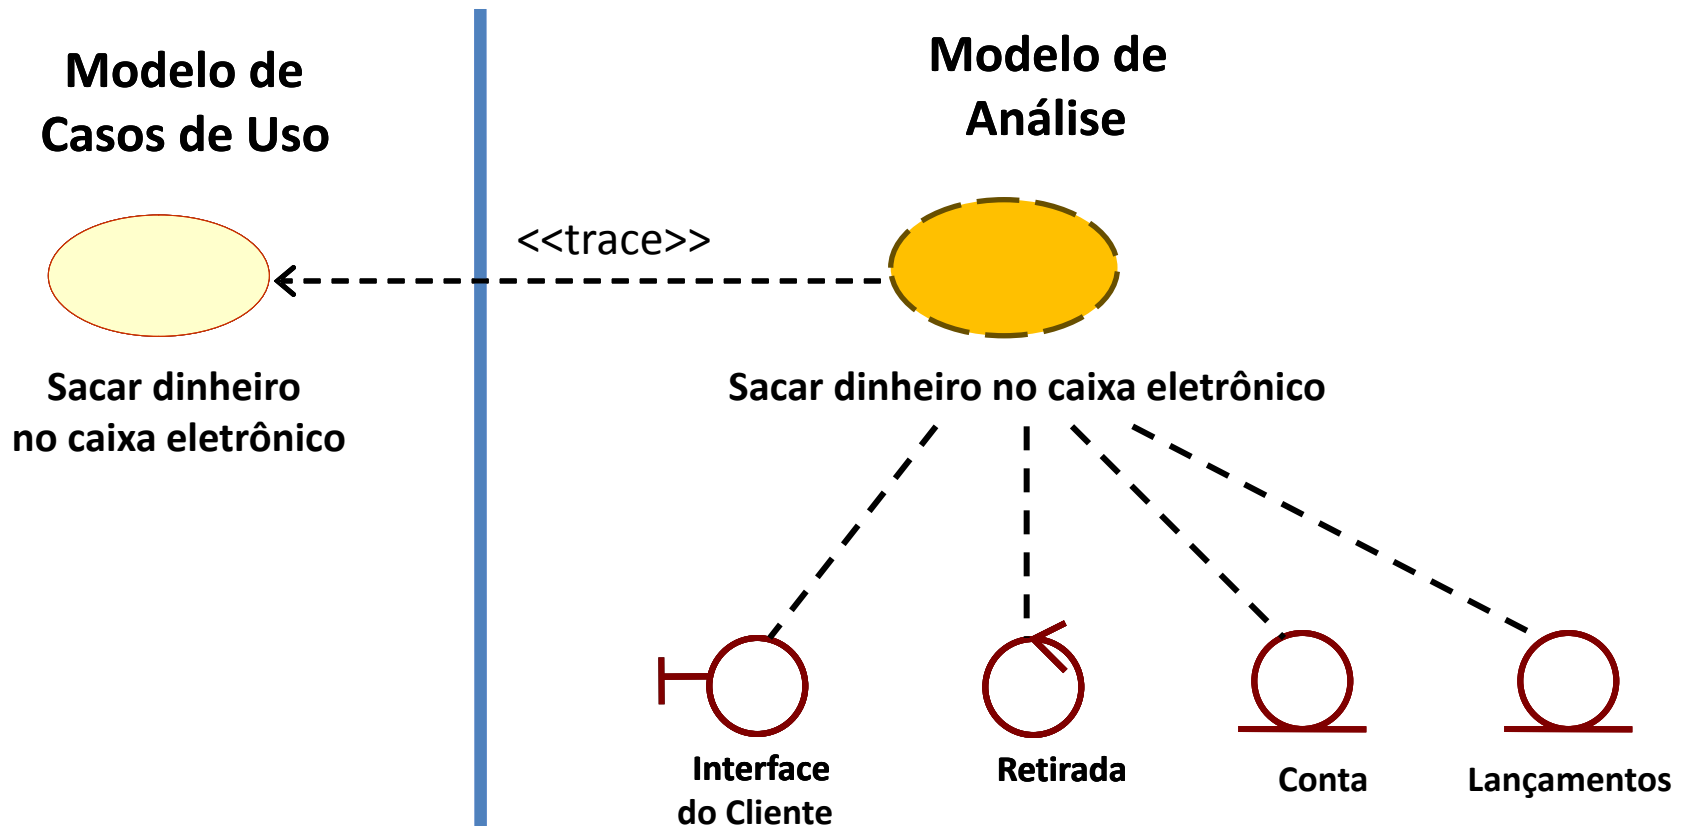 Modelo de
Casos de Uso
Modelo de
Análise
<<trace>>
Sacar dinheiro
no caixa eletrônico
Sacar dinheiro no caixa eletrônico
Interface
do Cliente
Retirada
Conta
Lançamentos